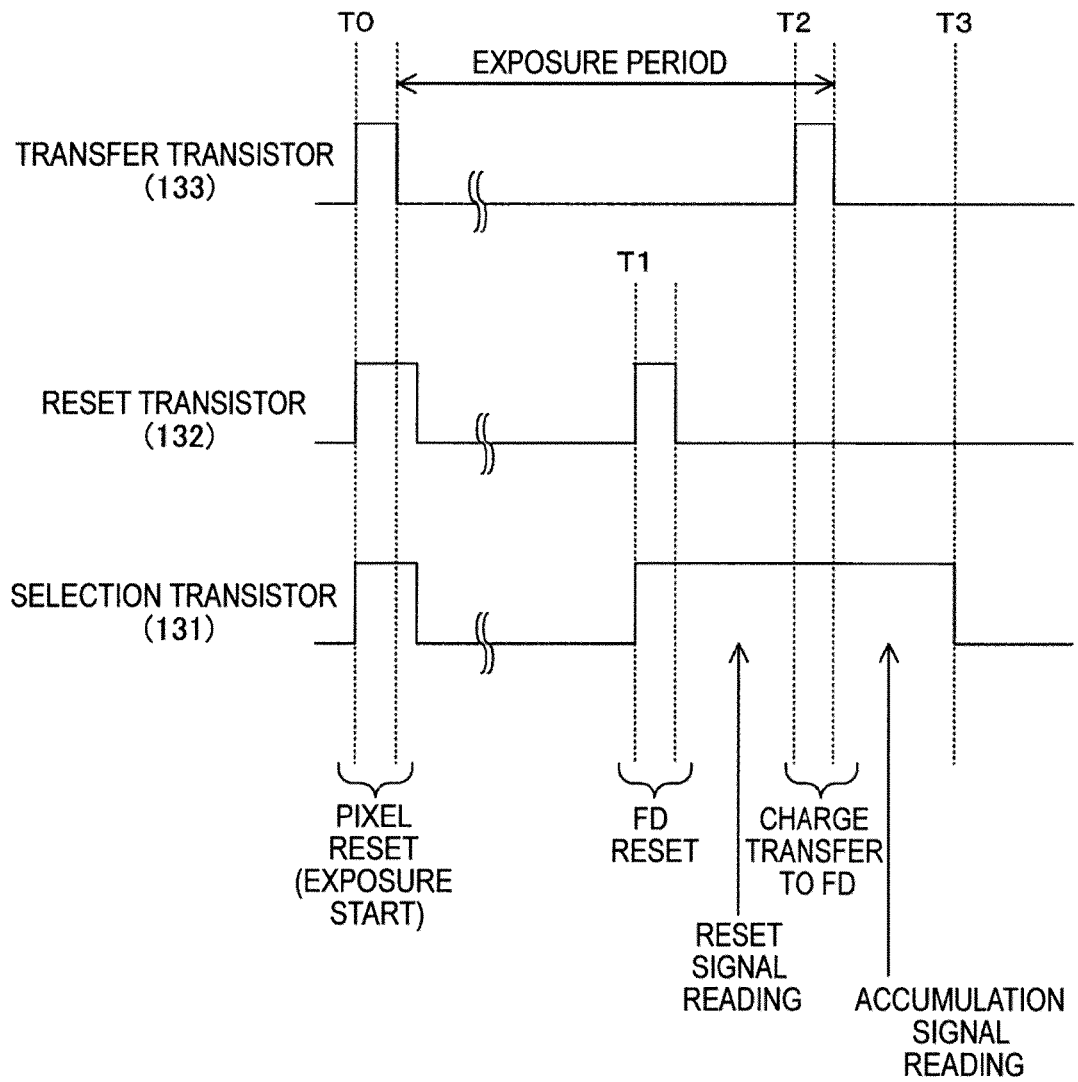 T0
T2
T3
EXPOSURE PERIOD
TRANSFER TRANSISTOR
(133)
T1
RESET TRANSISTOR
(132)
SELECTION TRANSISTOR
(131)
PIXEL
RESET
(EXPOSURE
START)
FD
RESET
CHARGE
TRANSFER
TO FD
RESET
SIGNAL
READING
ACCUMULATION
SIGNAL
READING